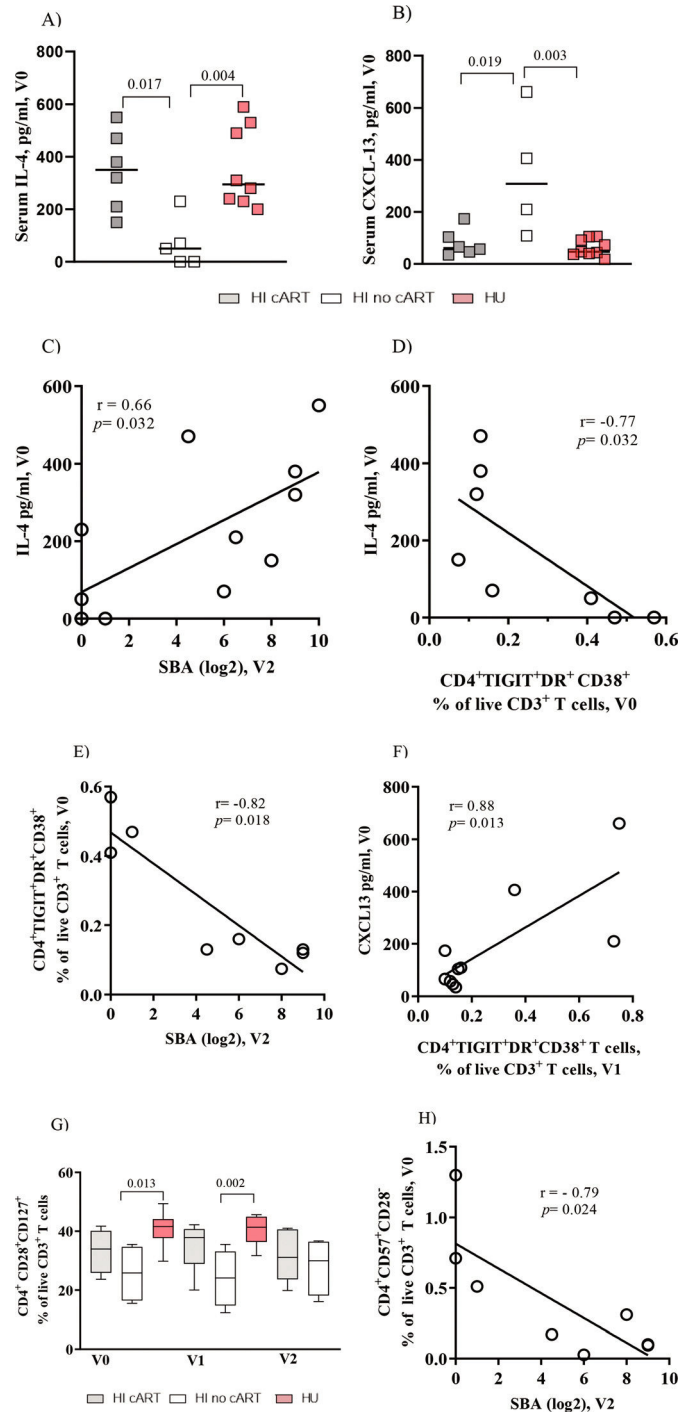 A)
B)
Serum IL-4, pg/ml, V0
800
600
400
200
0
0.017
0.004
Serum CXCL-13, pg/ml, V0
800
600
400
200
0
0.019
0.003
HI cART
HI no cART
HU
C)
D)
IL-4 pg/ml, V0
600
400
200
0
r = 0.66
p= 0.032
0 2 4 6 8 10
SBA (log2), V2
IL-4 pg/ml, V0
600
400
200
0
r= -0.77
p= 0.032
0.0 0.2 0.4 0.6
CD4⁺TIGIT⁺DR⁺ CD38⁺
% of live CD3⁺ T cells, V0
E)
F)
CD4⁺TIGIT⁺DR⁺CD38⁺
% of live CD3⁺ T cells, V0
0.6
0.4
0.2
0.0
r= -0.82
p= 0.018
0 2 4 6 8 10
SBA (log2), V2
CXCL13 pg/ml, V0
800
600
400
200
0
r= 0.88
p= 0.013
0.0 0.2 0.4 0.6 0.8
CD4⁺TIGIT⁺DR⁺CD38⁺ T cells,
% of live CD3⁺ T cells, V1
G)
H)
CD4⁺ CD28⁺CD127⁺
% of live CD3⁺ T cells
60
40
20
0
0.013
0.002
V0 V1 V2
HI cART
HI no cART
HU
CD4⁺CD57⁺CD28⁻
% of live CD3⁺ T cells, V0
1.5
1.0
0.5
0.0
r = - 0.79
p= 0.024
0 2 4 6 8 10
SBA (log2), V2